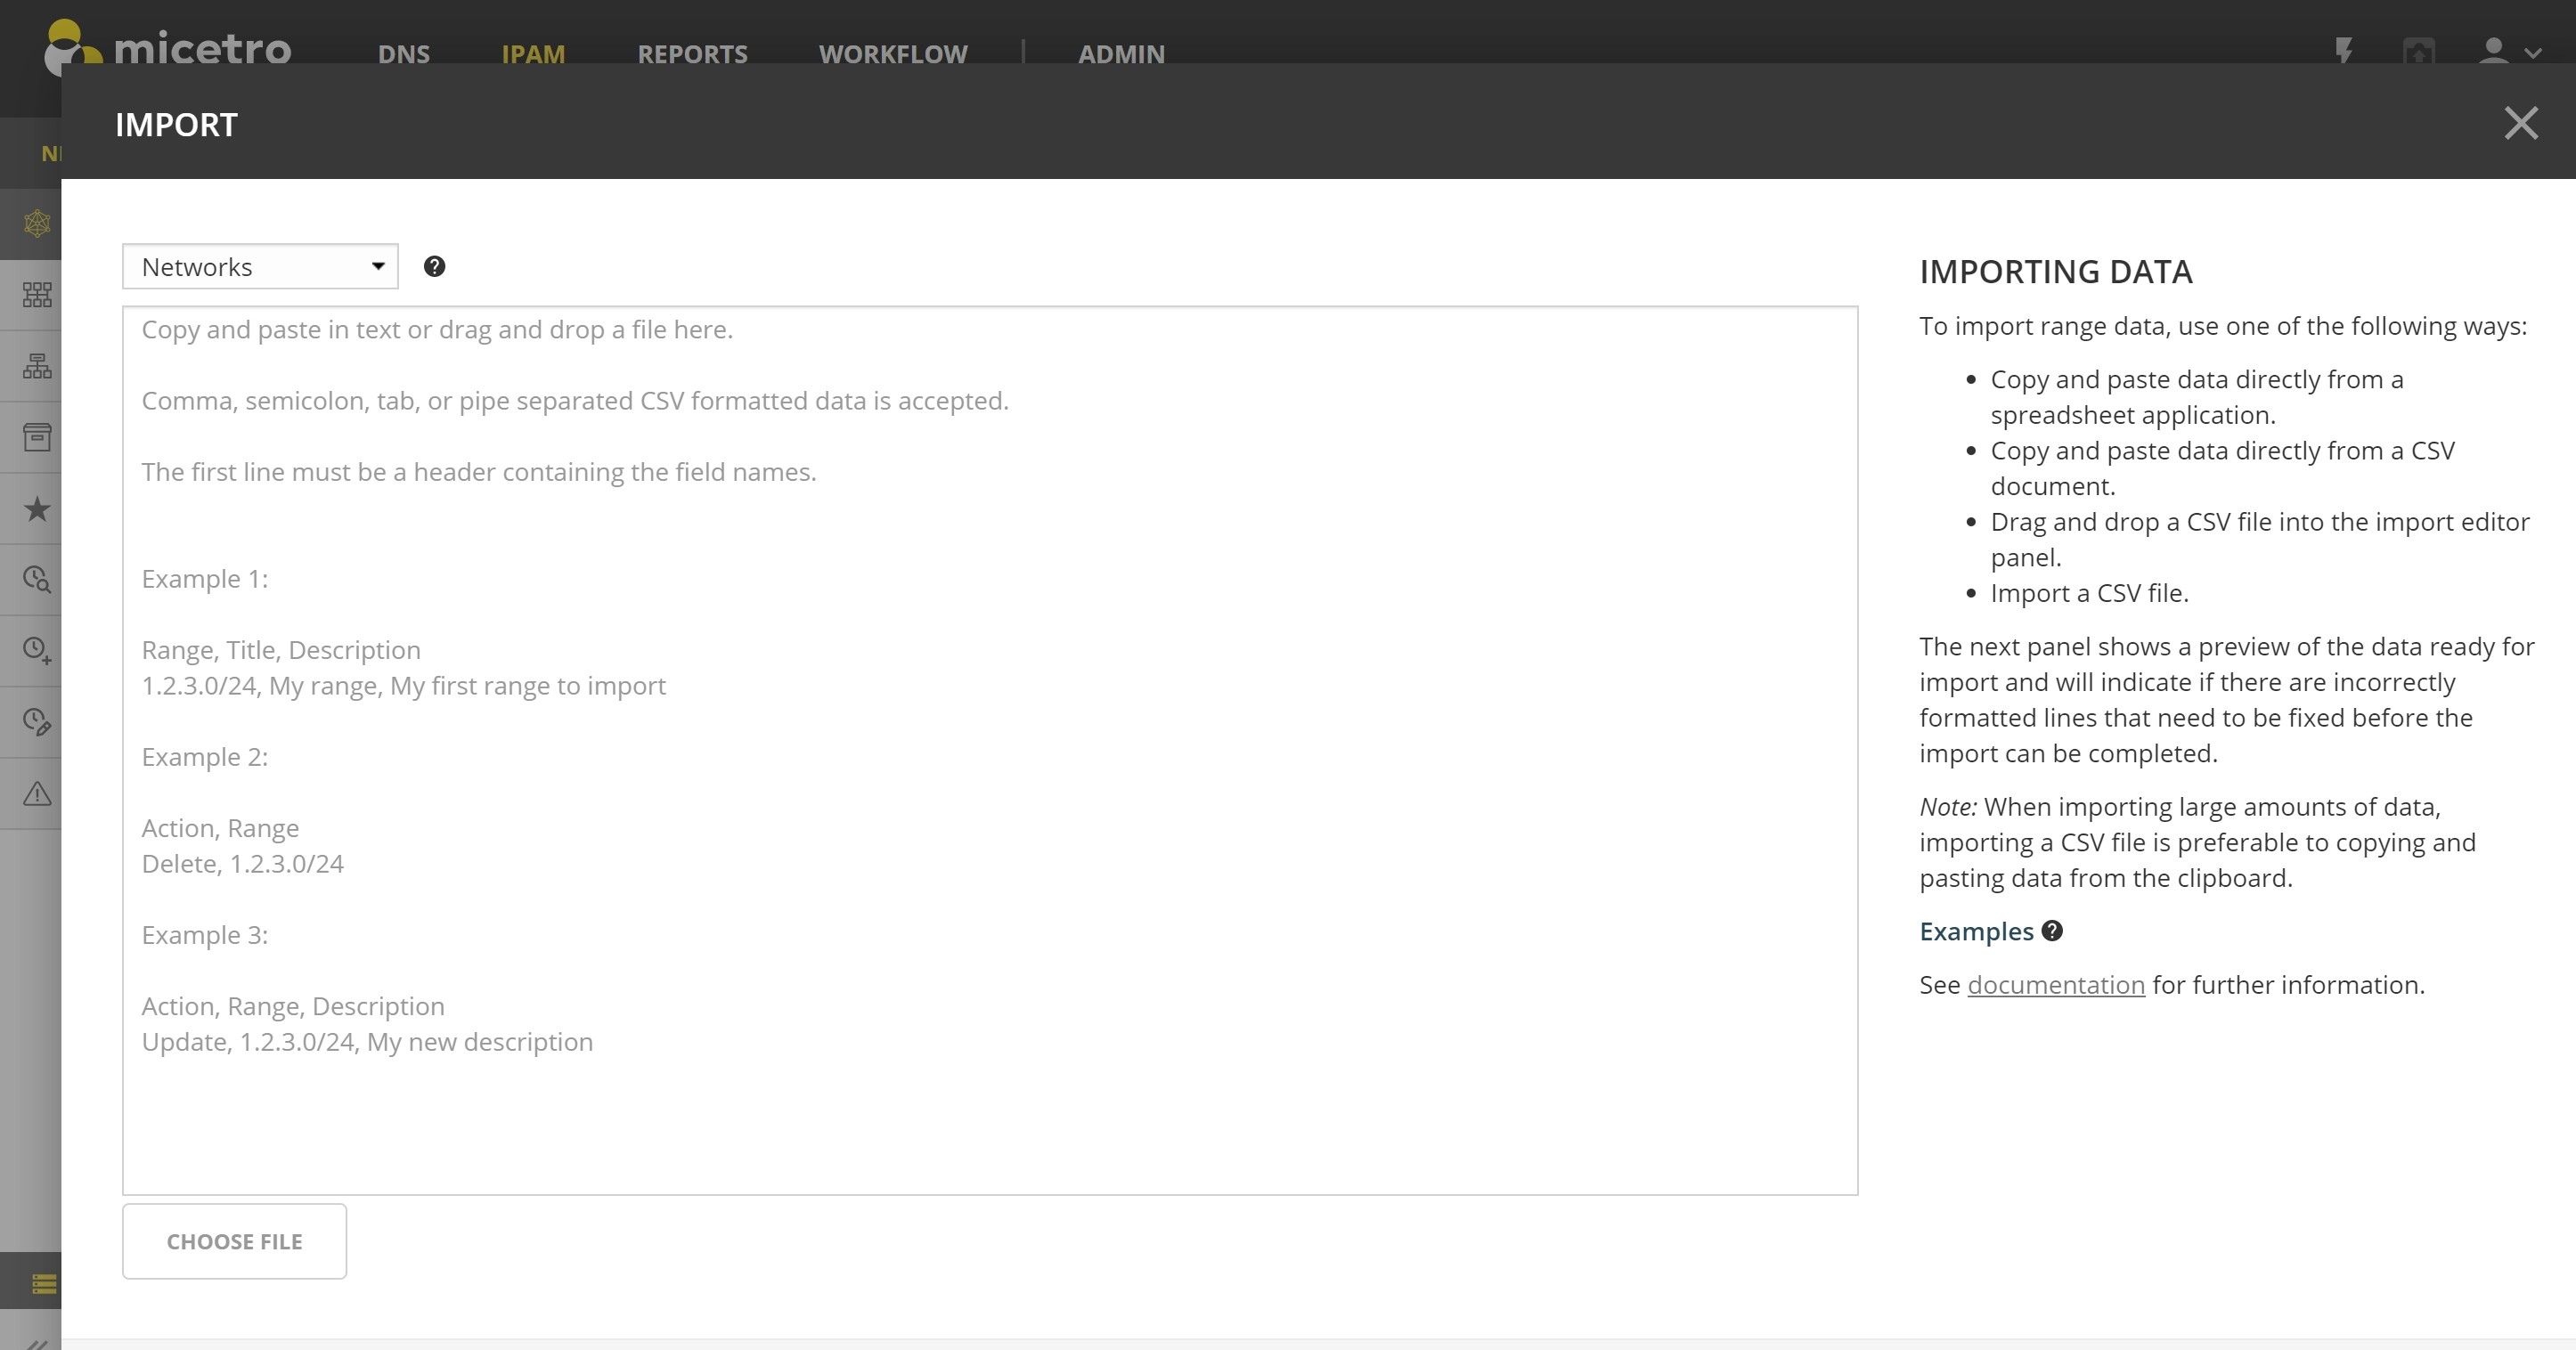 micetro DNS IPAM REPORTS WORKFLOW ADMIN
IMPORT
Networks
Copy and paste in text or drag and drop a file here.
Comma, semicolon, tab, or pipe separated CSV formatted data is accepted.
The first line must be a header containing the field names.
Example 1:
Range, Title, Description
1.2.3.0/24, My range, My first range to import
Example 2:
Action, Range
Delete, 1.2.3.0/24
Example 3:
Action, Range, Description
Update, 1.2.3.0/24, My new description
CHOOSE FILE
IMPORTING DATA
To import range data, use one of the following ways:
• Copy and paste data directly from a
spreadsheet application.
• Copy and paste data directly from a CSV
document.
• Drag and drop a CSV file into the import editor
panel.
• Import a CSV file.
The next panel shows a preview of the data ready for
import and will indicate if there are incorrectly
formatted lines that need to be fixed before the
import can be completed.
Note: When importing large amounts of data,
importing a CSV file is preferable to copying and
pasting data from the clipboard.
Examples
See documentation for further information.